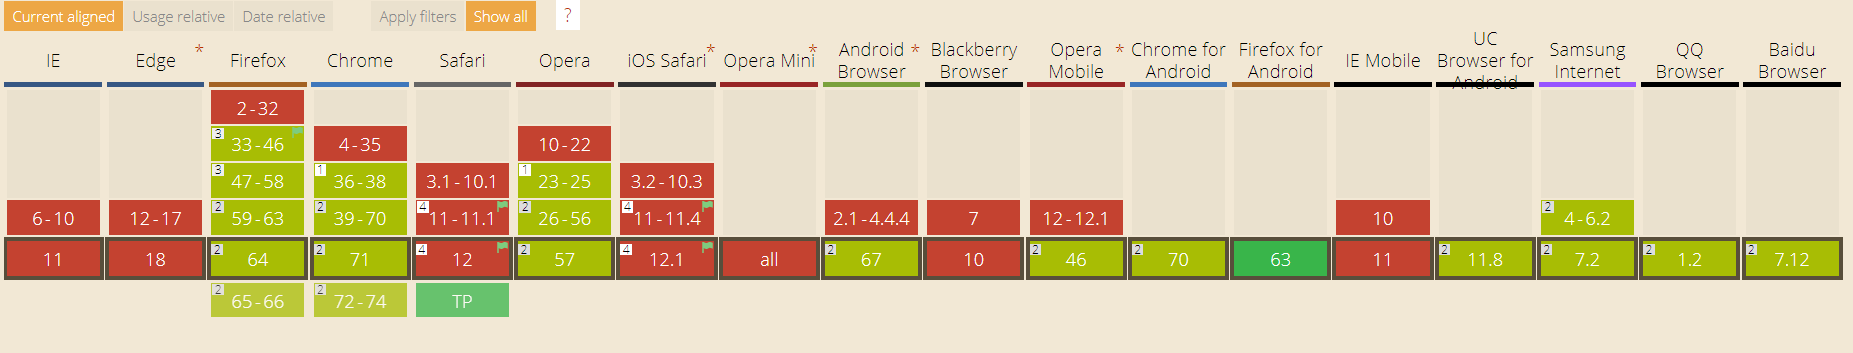 Current aligned Usage relative Date relative Apply filters Show all ?
IE Edge * Firefox Chrome Safari Opera iOS Safari * Opera Mini * Android Browser * Blackberry Browser Opera Mobile * Chrome for Android Firefox for Android IE Mobile UC Browser for Android Samsung Internet QQ Browser Baidu Browser
2-32
3 33-46 4-35 10-22
3 47-58 1 36-38 3.1-10.1 1 23-25 3.2-10.3
6-10 12-17 2 59-63 2 39-70 4 11-11.1 2 26-56 4 11-11.4 2.1-4.4.4 7 12-12.1 10 2 4-6.2
11 18 2 64 2 71 4 12 2 57 4 12.1 all 2 67 10 2 46 2 70 63 11 2 11.8 2 7.2 2 1.2 2 7.12
2 65-66 2 72-74 TP